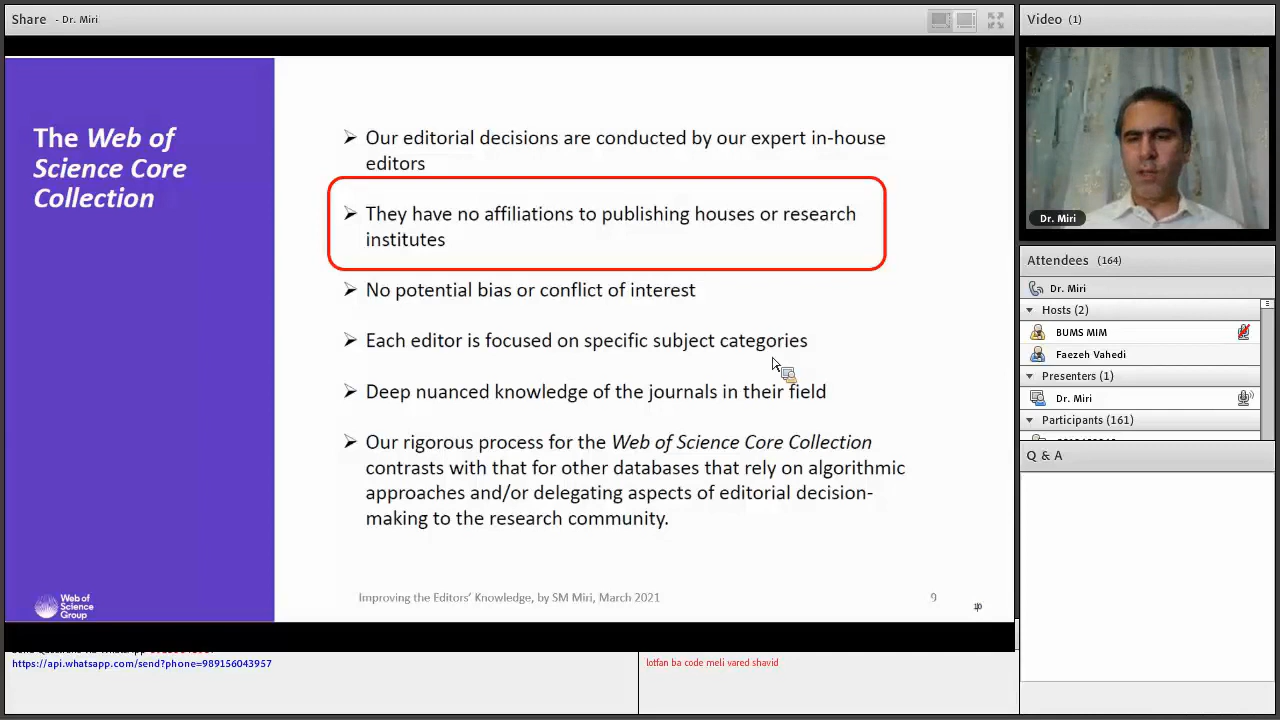 Share - Dr. Miri
The Web of
Science Core
Collection
Our editorial decisions are conducted by our expert in-house
editors
They have no affiliations to publishing houses or research
institutes
No potential bias or conflict of interest
Each editor is focused on specific subject categories
Deep nuanced knowledge of the journals in their field
Our rigorous process for the Web of Science Core Collection
contrasts with that for other databases that rely on algorithmic
approaches and/or delegating aspects of editorial decision-
making to the research community.
Web of
Science
Group
Improving the Editors' Knowledge, by SM Miri, March 2021
9
https://api.whatsapp.com/send?phone=989156043957
lotfan ba code meli vared shavid
Video (1)
Dr. Miri
Attendees (164)
Dr. Miri
Hosts (2)
BUMS MIM
Faezeh Vahedi
Presenters (1)
Dr. Miri
Participants (161)
Q & A